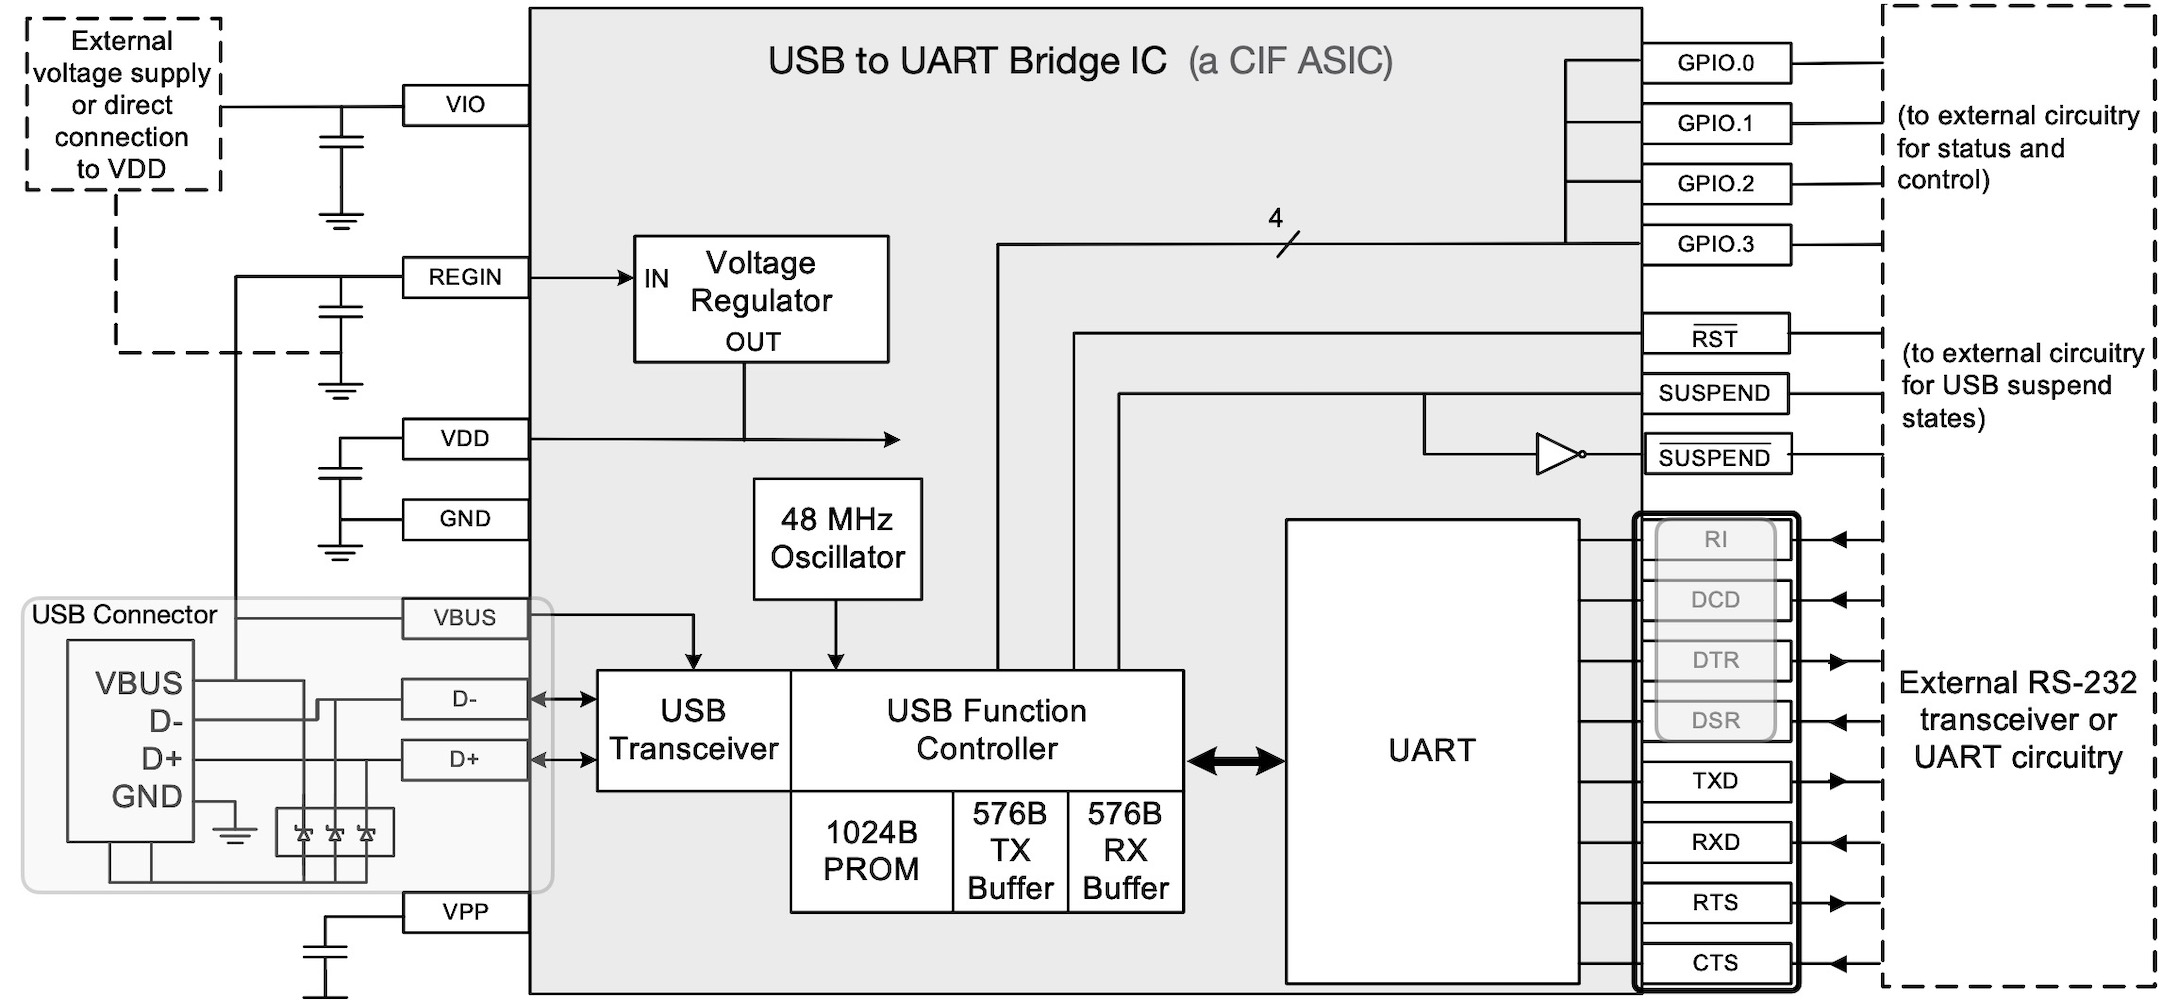 USB to UART Bridge IC (a CIF ASIC)
External
voltage supply
or direct
connection
to VDD
VIO
REGIN
VDD
GND
IN
Voltage
Regulator
OUT
48 MHz
Oscillator
USB Connector
VBUS
D-
D+
GND
VBUS
D-
D+
VPP
USB
Transceiver
USB Function
Controller
1024B
PROM
576B
TX
Buffer
576B
RX
Buffer
UART
4
GPIO.0
GPIO.1
GPIO.2
GPIO.3
RST
SUSPEND
SUSPEND
RI
DCD
DTR
DSR
TXD
RXD
RTS
CTS
(to external circuitry
for status and
control)
(to external circuitry
for USB suspend
states)
External RS-232
transceiver or
UART circuitry